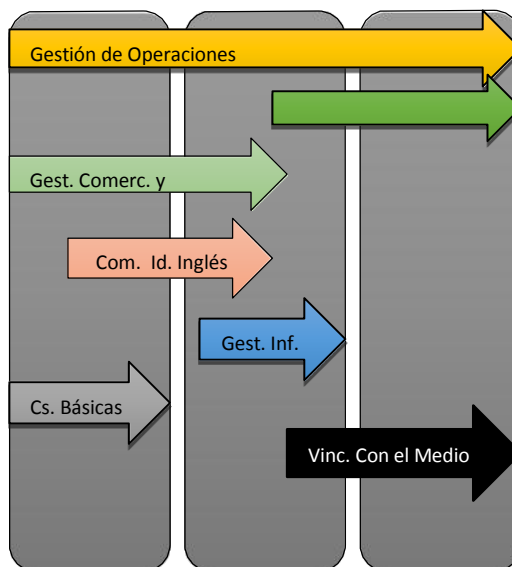 Gestión de Operaciones
Gest. Comerc. y
Com. Id. Inglés
Gest. Inf.
Cs. Básicas
Vinc. Con el Medio